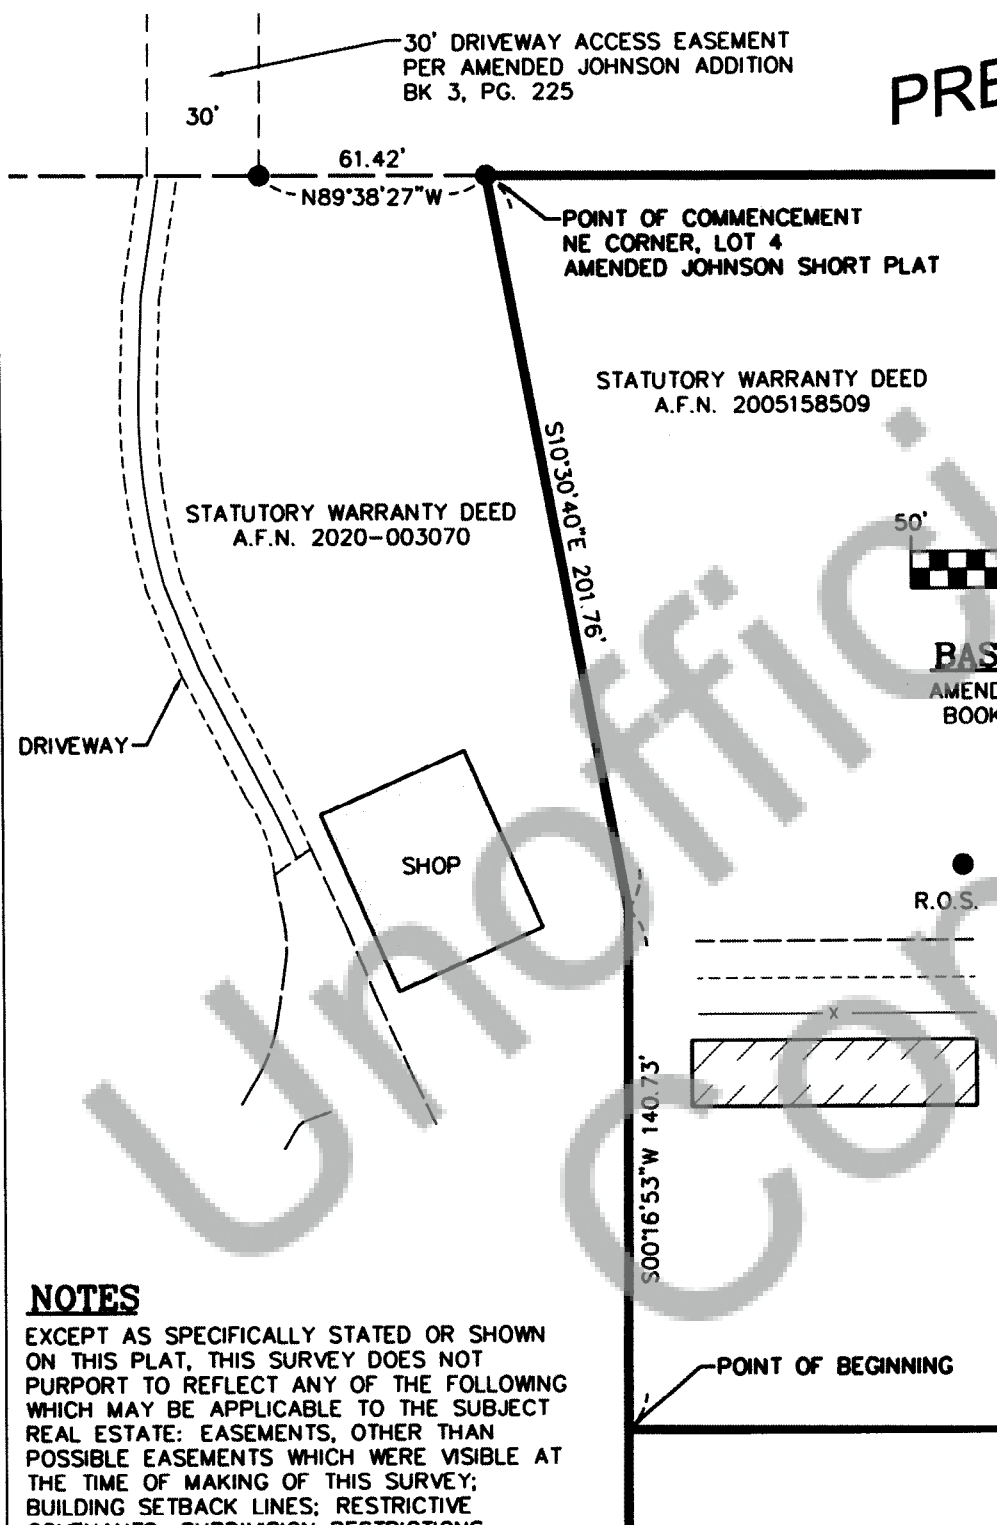 30' DRIVEWAY ACCESS EASEMENT
PER AMENDED JOHNSON ADDITION
BK 3, PG. 225
PRE
30'
61.42'
N89°38'27"W
POINT OF COMMENCEMENT
NE CORNER, LOT 4
AMENDED JOHNSON SHORT PLAT
STATUTORY WARRANTY DEED
A.F.N. 2005158509
S10°30'40"E 201.76'
STATUTORY WARRANTY DEED
A.F.N. 2020-003070
50'
BAS
AMEND
BOOK
DRIVEWAY
SHOP
R.O.S.
X
S00°16'53"W 140.73'
Unoffici
Co
NOTES
EXCEPT AS SPECIFICALLY STATED OR SHOWN
ON THIS PLAT, THIS SURVEY DOES NOT
PURPORT TO REFLECT ANY OF THE FOLLOWING
WHICH MAY BE APPLICABLE TO THE SUBJECT
REAL ESTATE: EASEMENTS, OTHER THAN
POSSIBLE EASEMENTS WHICH WERE VISIBLE AT
THE TIME OF MAKING OF THIS SURVEY;
BUILDING SETBACK LINES; RESTRICTIVE
POINT OF BEGINNING